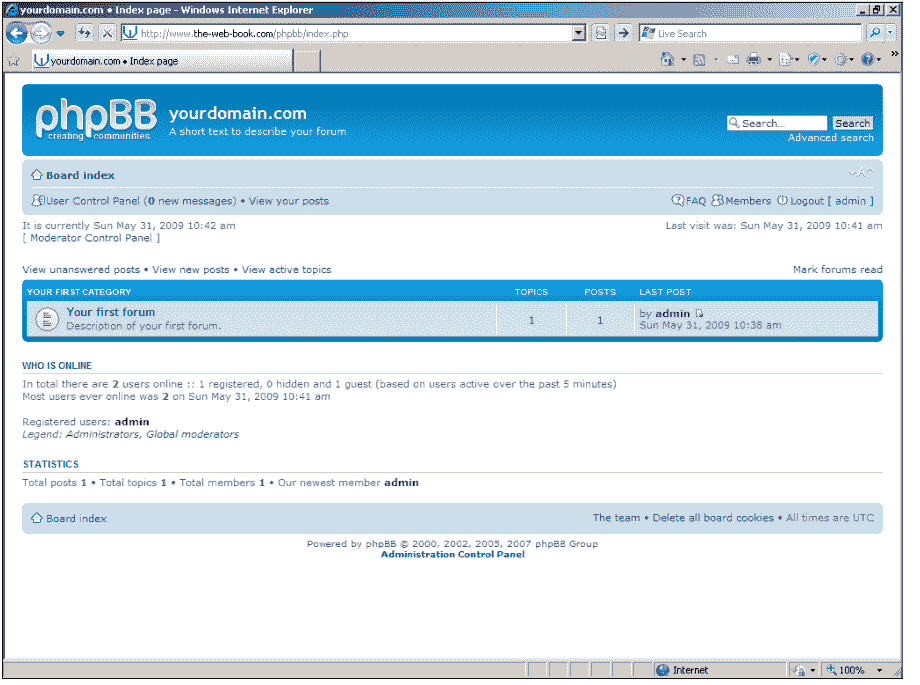 yourdomain.com • Index page - Windows Internet Explorer
http://www.the-web-book.com/phpbb/index.php
Live Search
yourdomain.com • Index page
phpBB
creating communities
yourdomain.com
A short text to describe your forum
Search...
Search
Advanced search
Board index
User Control Panel (0 new messages) • View your posts
FAQ Members Logout [ admin ]
It is currently Sun May 31, 2009 10:42 am
Last visit was: Sun May 31, 2009 10:41 am
[ Moderator Control Panel ]
View unanswered posts • View new posts • View active topics
Mark forums read
YOUR FIRST CATEGORY TOPICS POSTS LAST POST
Your first forum
Description of your first forum.
1
1
by admin
Sun May 31, 2009 10:38 am
WHO IS ONLINE
In total there are 2 users online :: 1 registered, 0 hidden and 1 guest (based on users active over the past 5 minutes)
Most users ever online was 2 on Sun May 31, 2009 10:41 am
Registered users: admin
Legend: Administrators, Global moderators
STATISTICS
Total posts 1 • Total topics 1 • Total members 1 • Our newest member admin
Board index
The team • Delete all board cookies • All times are UTC
Powered by phpBB © 2000, 2002, 2005, 2007 phpBB Group
Administration Control Panel
Internet
100%